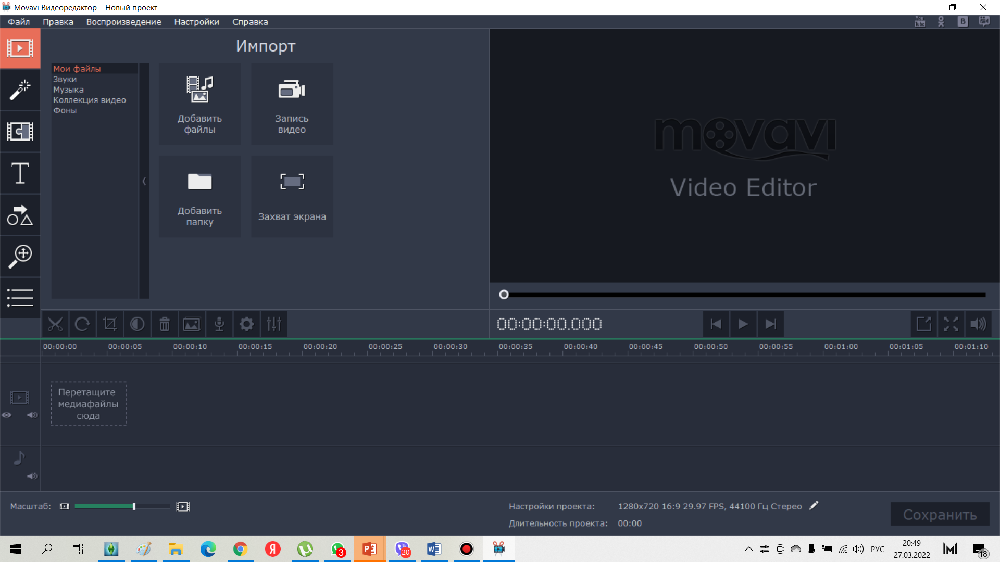 Movavi Видеоредактор – Новый проект
Файл Правка Воспроизведение Настройки Справка
You Tube
Импорт
Мои файлы
Звуки
Музыка
Коллекция видео
Фоны
Добавить
файлы
Запись
видео
Добавить
папку
Захват экрана
movavi
Video Editor
00:00:00.000
00:00:00 00:00:05 00:00:10 00:00:15 00:00:20 00:00:25 00:00:30 00:00:35 00:00:40 00:00:45 00:00:50 00:00:55 00:01:00 00:01:05 00:01:10
Перетащите
медиафайлы
сюда
Масштаб:
Настройки проекта: 1280x720 16:9 29.97 FPS, 44100 Гц Стерео
Длительность проекта: 00:00
Сохранить
Я 3 P 20 W
РУС
20:49
27.03.2022
18